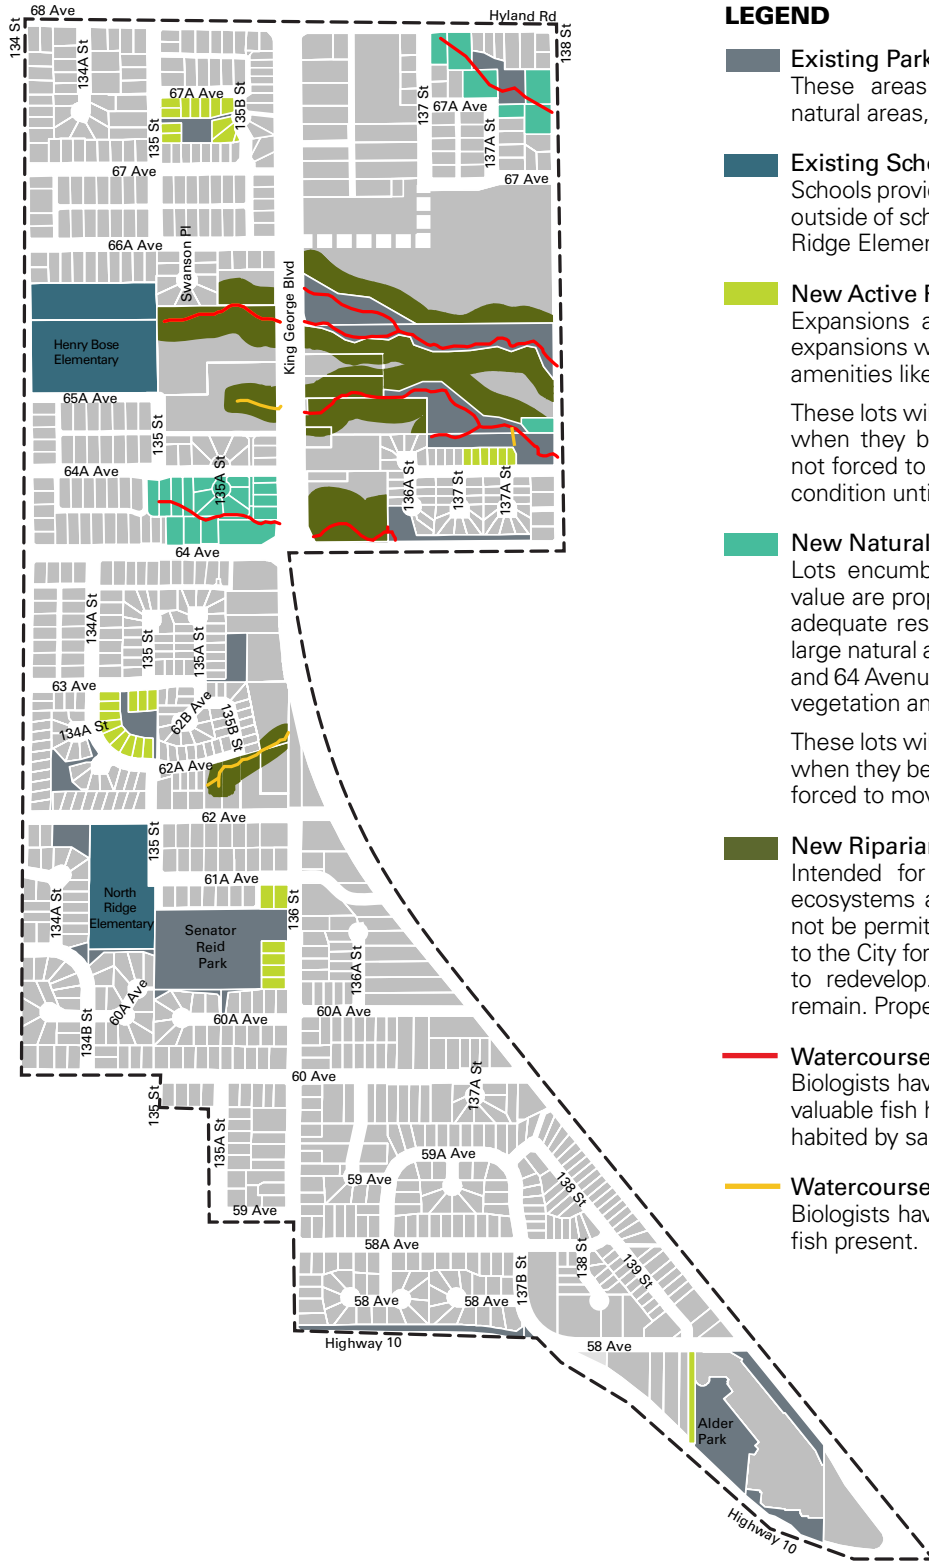 68 Ave
Hyland Rd
134 St
138 St
134A St
67A Ave
135B St
135 St
137 St
67A Ave
137A St
67 Ave
67 Ave
66A Ave
Swanson Pl
King George Blvd
Henry Bose
Elementary
65A Ave
135 St
64A Ave
135A St
136A St
137 St
137A St
64 Ave
134A St
135 St
135A St
63 Ave
134A St
62B Ave
135B St
62A Ave
62 Ave
135 St
61A Ave
North
Ridge
Elementary
134A St
136 St
Senator
Reid
Park
136A St
60A Ave
60A Ave
60A Ave
134B St
60 Ave
137A St
135 St
135A St
59A Ave
59 Ave
138 St
59 Ave
58A Ave
138 St
139 St
137B St
58 Ave
58 Ave
Highway 10
58 Ave
Alder
Park
Highway 10
LEGEND
Existing Park
These areas
natural areas,
Existing Scho
Schools provid
outside of sch
Ridge Elemen
New Active P
Expansions a
expansions w
amenities like
These lots wil
when they b
not forced to
condition unti
New Natural
Lots encumb
value are prop
adequate res
large natural a
and 64 Avenu
vegetation an
These lots wil
when they be
forced to mov
New Riparian
Intended for
ecosystems a
not be permit
to the City for
to redevelop.
remain. Prope
Watercourse
Biologists hav
valuable fish h
habited by sa
Watercourse
Biologists hav
fish present.